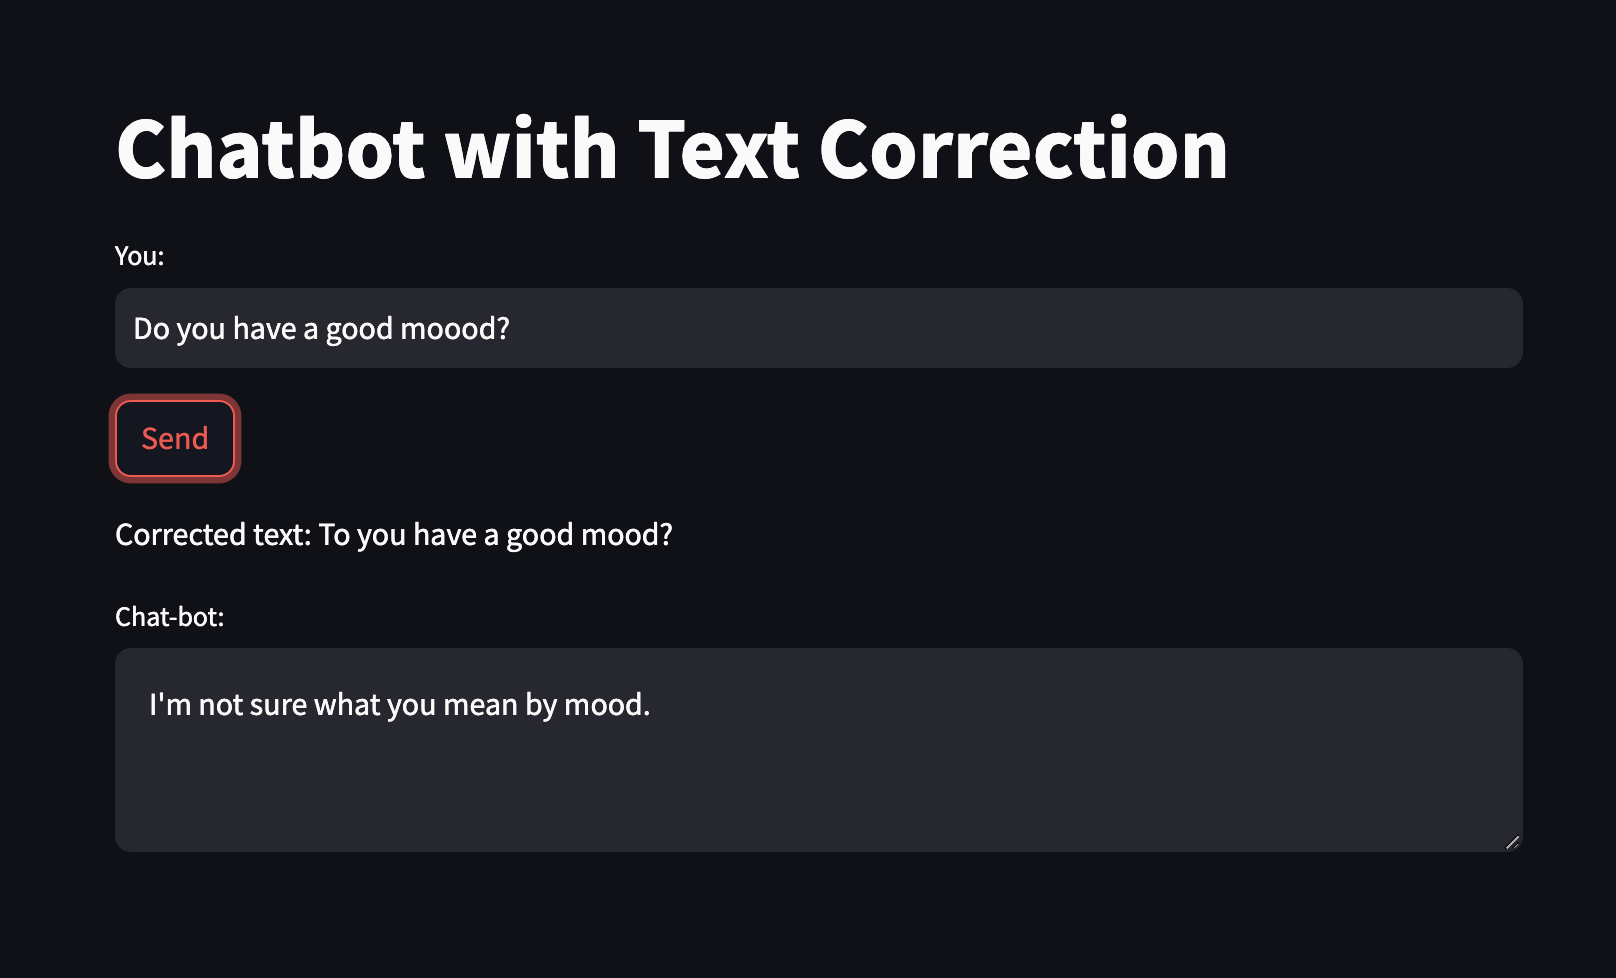 Chatbot with Text Correction
You:
Do you have a good moood?
Send
Corrected text: To you have a good mood?
Chat-bot:
I'm not sure what you mean by mood.